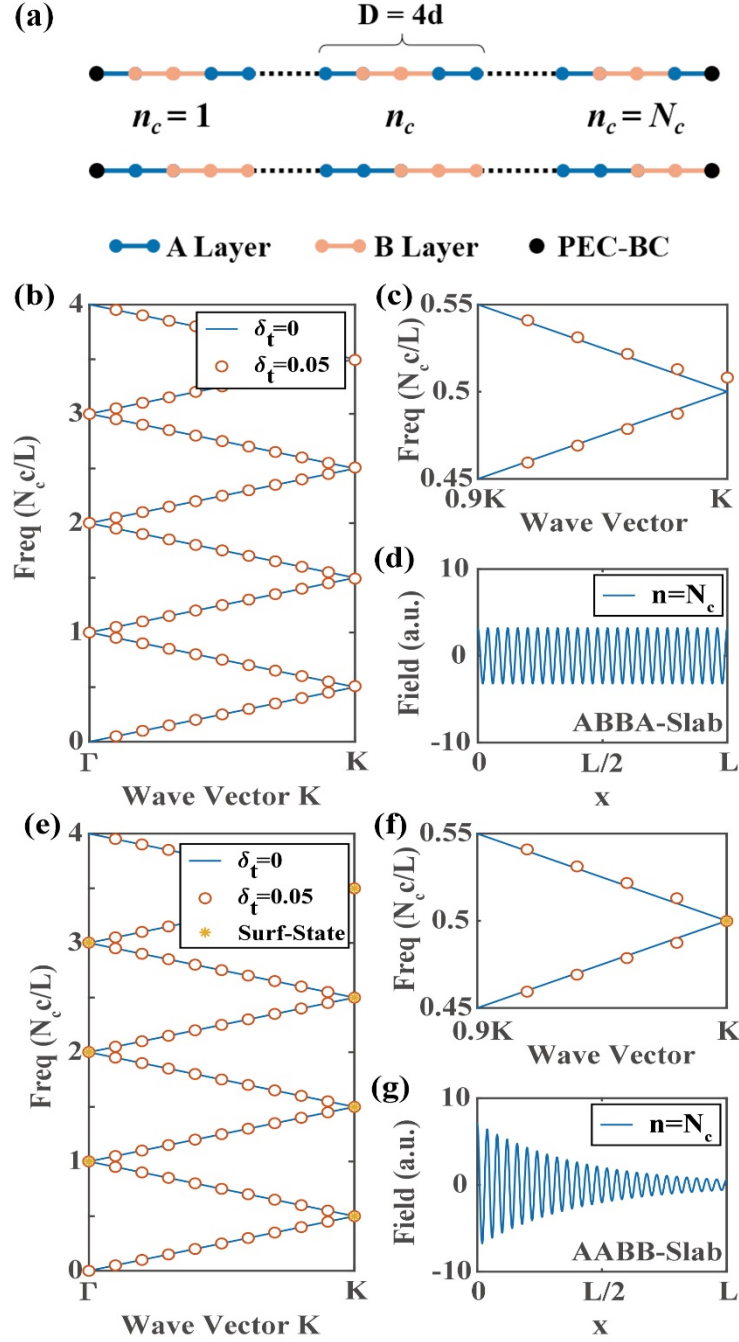 (a)
D = 4d
n_c = 1
n_c
n_c = N_c
A Layer
B Layer
PEC-BC
(b)
4
3
2
1
0
Freq (N_c c/L)
δ_t=0
δ_t=0.05
Γ
K
Wave Vector K
(c)
0.55
0.5
0.45
Freq (N_c c/L)
0.9K
K
Wave Vector
(d)
10
0
-10
Field (a.u.)
n=N_c
ABBA-Slab
0
L/2
L
x
(e)
4
3
2
1
0
Freq (N_c c/L)
δ_t=0
δ_t=0.05
Surf-State
Γ
K
Wave Vector K
(f)
0.55
0.5
0.45
Freq (N_c c/L)
0.9K
K
Wave Vector
(g)
10
0
-10
Field (a.u.)
n=N_c
AABB-Slab
0
L/2
L
x